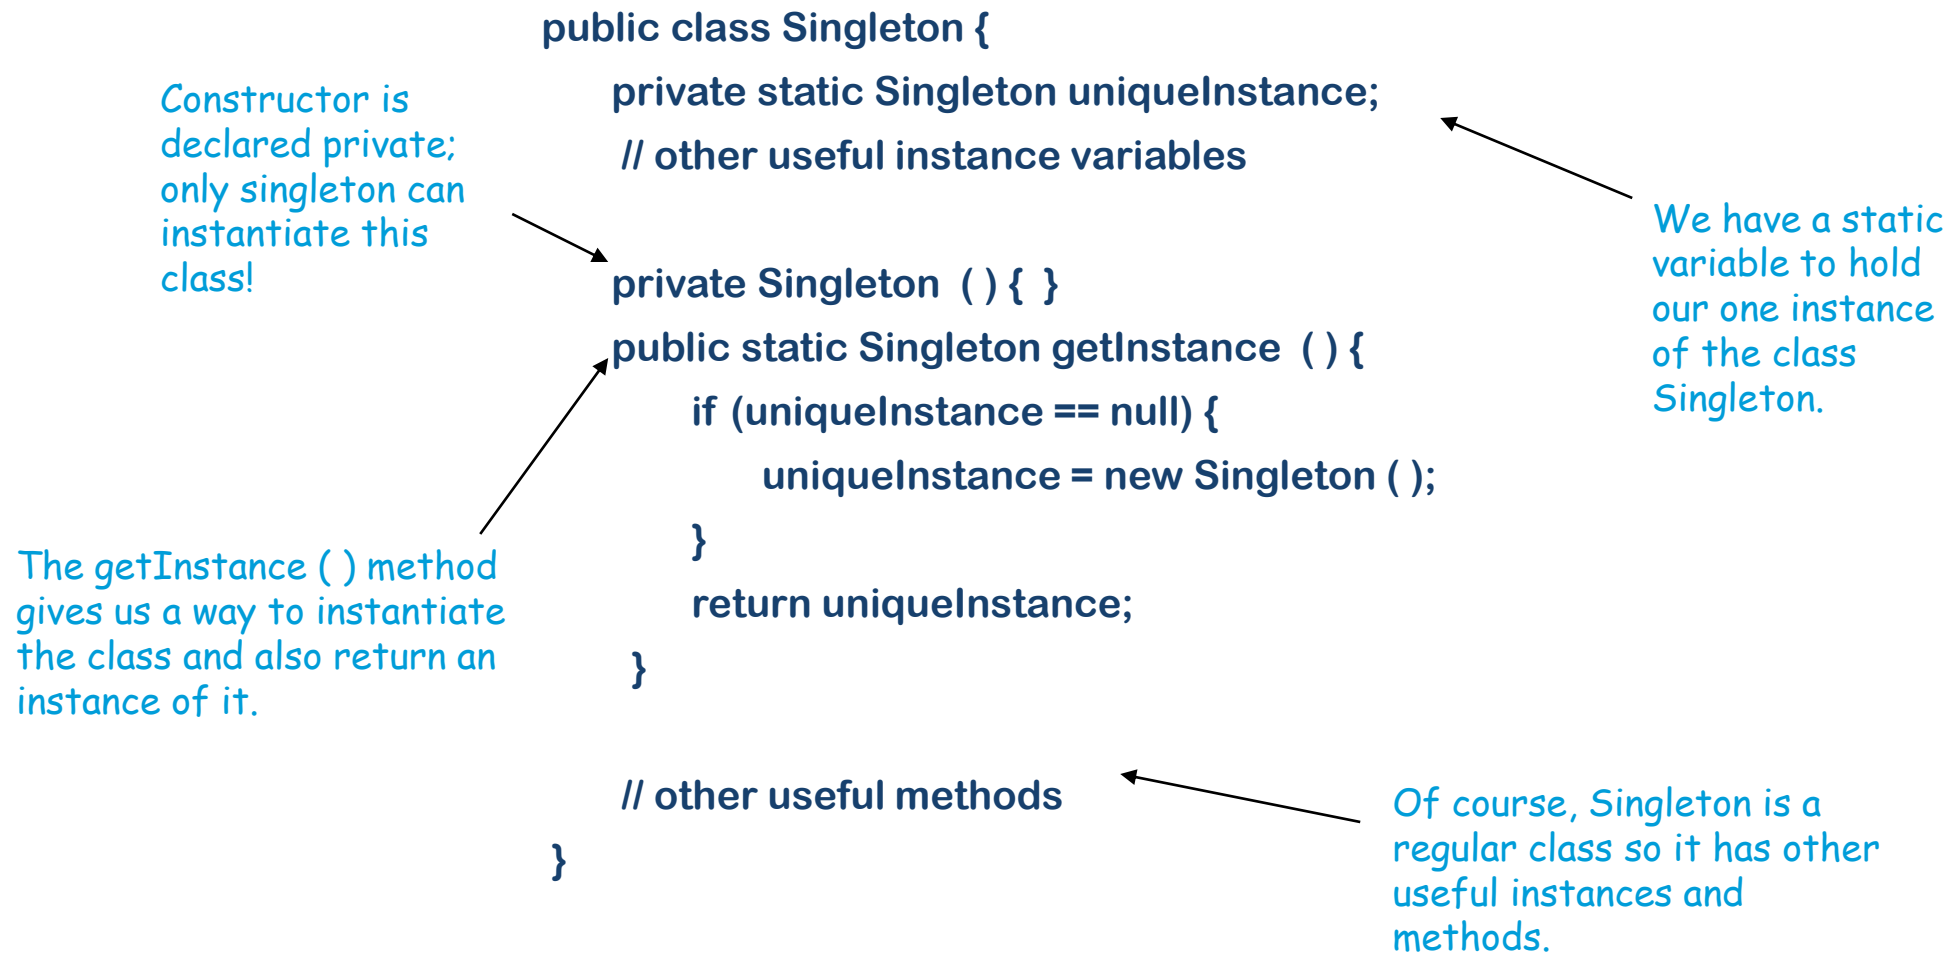 public class Singleton {
private static Singleton uniqueInstance;
// other useful instance variables
private Singleton ( ) { }
public static Singleton getInstance ( ) {
if (uniqueInstance == null) {
uniqueInstance = new Singleton ( );
}
return uniqueInstance;
}
// other useful methods
}
Constructor is
declared private;
only singleton can
instantiate this
class!
We have a static
variable to hold
our one instance
of the class
Singleton.
The getInstance ( ) method
gives us a way to instantiate
the class and also return an
instance of it.
Of course, Singleton is a
regular class so it has other
useful instances and
methods.